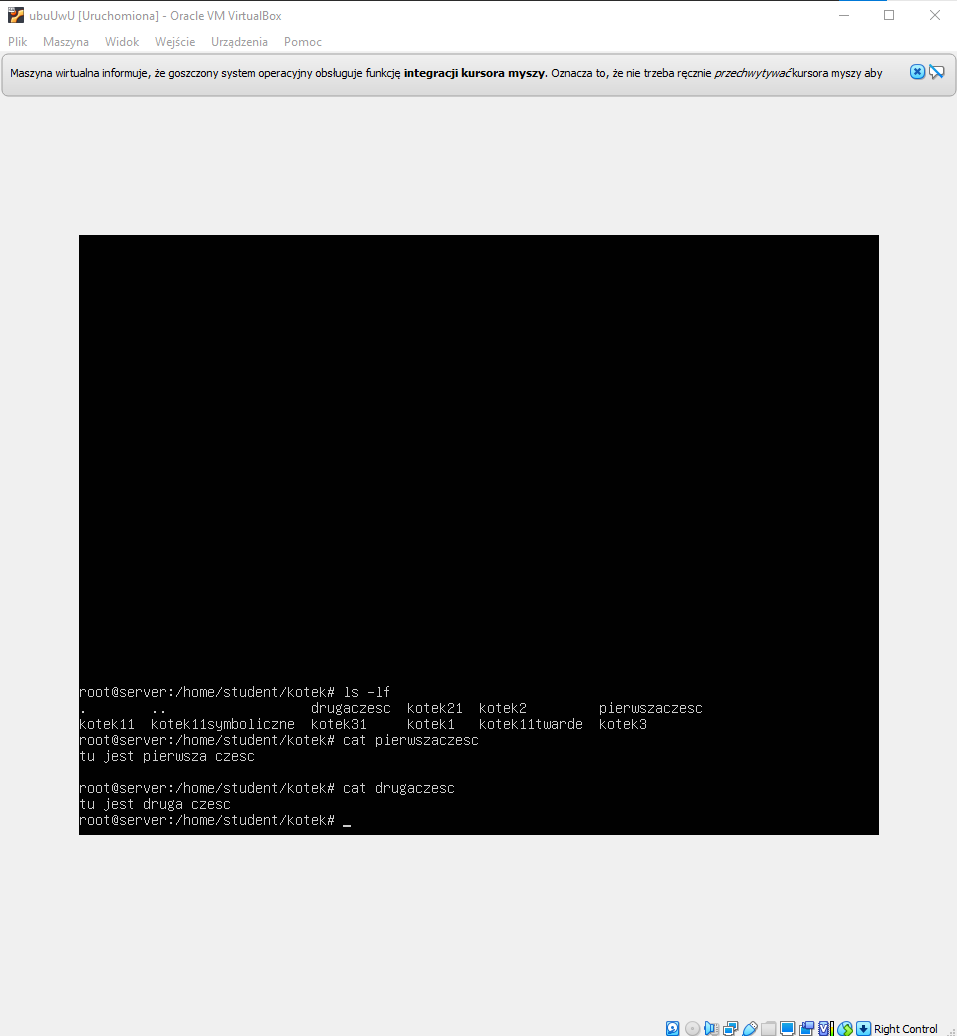 ubuUwU [Uruchomiona] - Oracle VM VirtualBox
Plik Maszyna Widok Wejście Urządzenia Pomoc
Maszyna wirtualna informuje, że goszczony system operacyjny obsługuje funkcję integracji kursora myszy. Oznacza to, że nie trzeba ręcznie przechwytywać kursora myszy aby
root@server:/home/student/kotek# ls -lf
. .. drugaczesc kotek21 kotek2 pierwszaczesc
kotek11 kotek11symboliczne kotek31 kotek1 kotek11twarde kotek3
root@server:/home/student/kotek# cat pierwszaczesc
tu jest pierwsza czesc
root@server:/home/student/kotek# cat drugaczesc
tu jest druga czesc
root@server:/home/student/kotek# _
Right Control